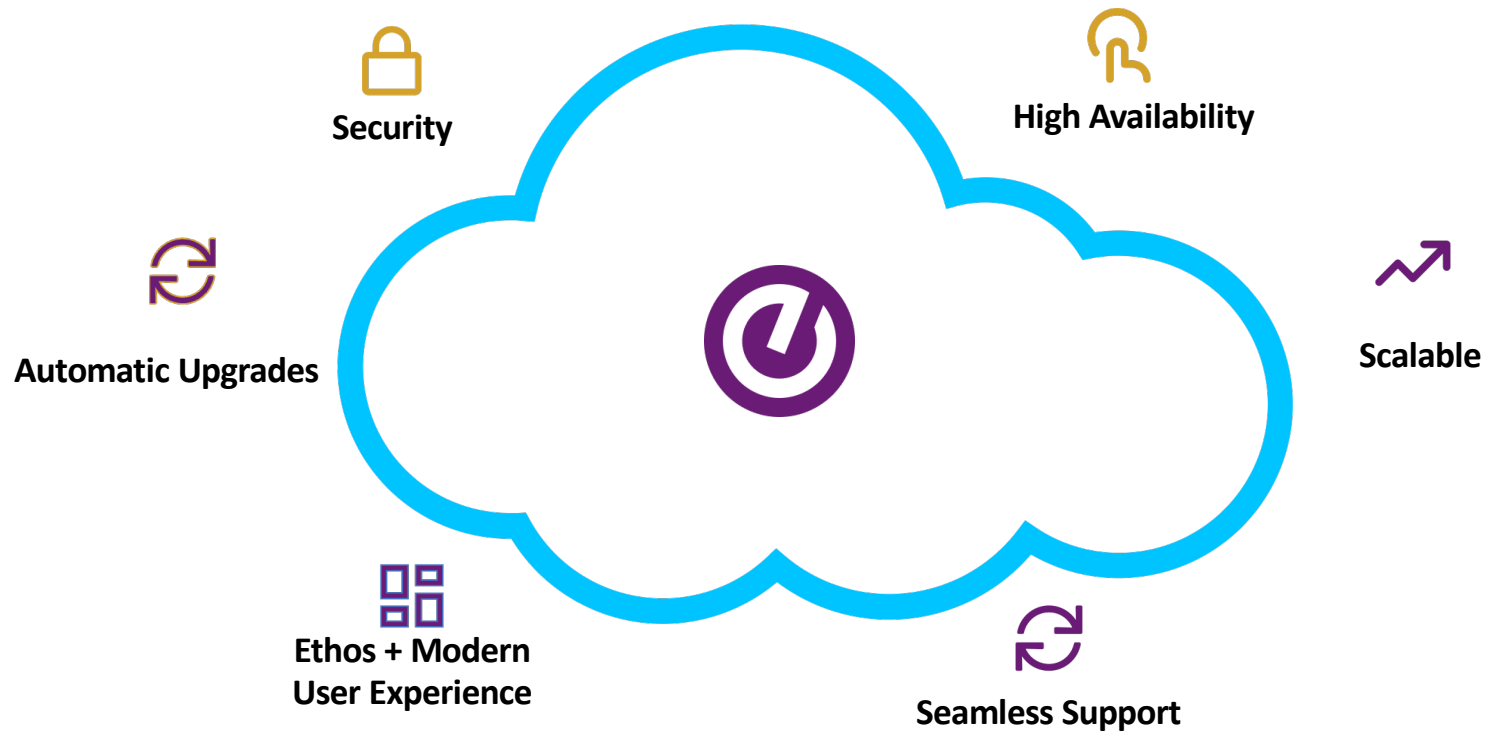 Security
High Availability
Automatic Upgrades
Scalable
Ethos + Modern
User Experience
Seamless Support